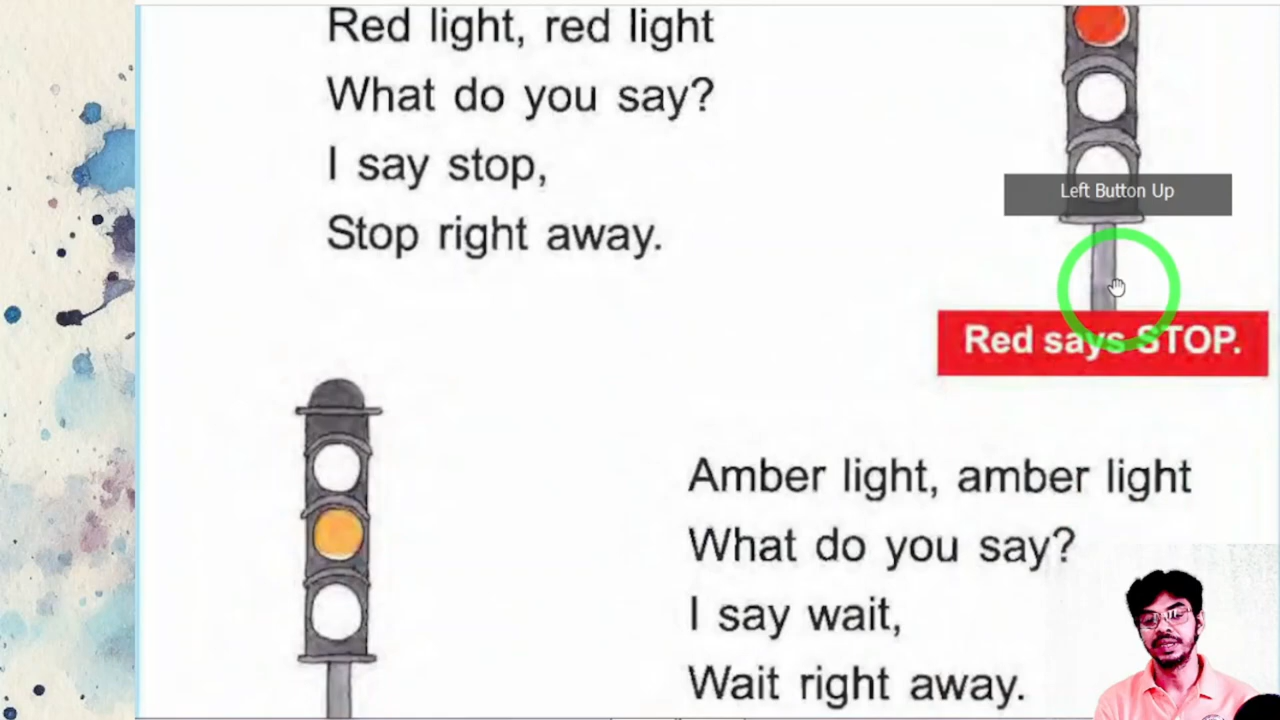 Red light, red light
What do you say?
I say stop,
Stop right away.
Left Button Up
Red says STOP.
Amber light, amber light
What do you say?
I say wait,
Wait right away.